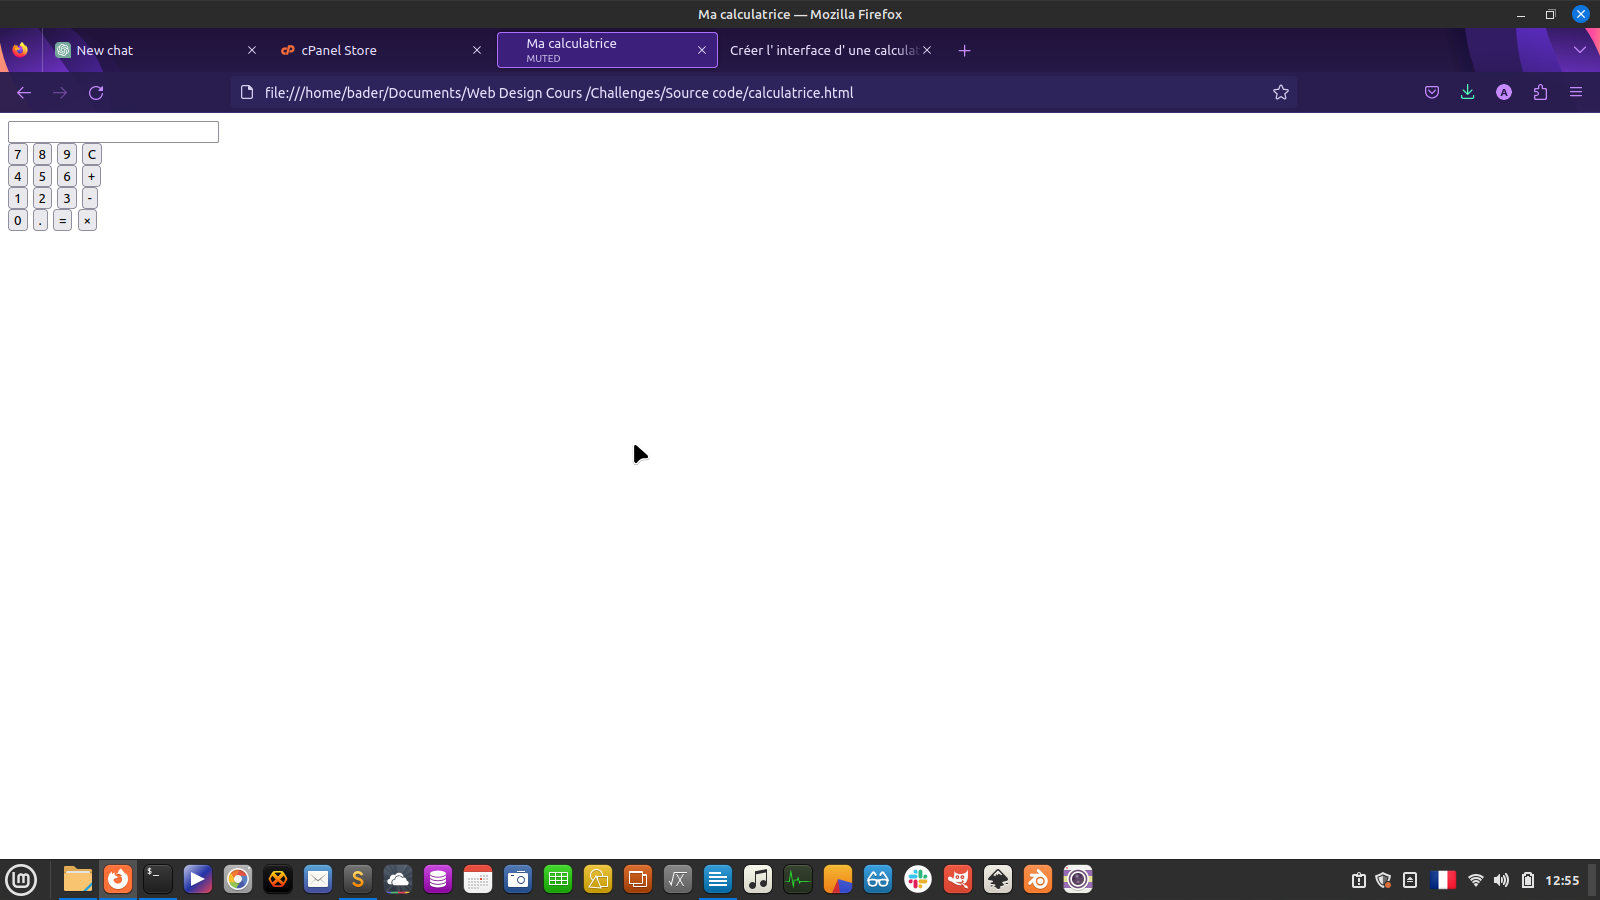 Ma calculatrice — Mozilla Firefox
New chat
cPanel Store
Ma calculatrice
MUTED
Créer l' interface d' une calculat
file:///home/bader/Documents/Web Design Cours /Challenges/Source code/calculatrice.html
A
7 8 9 C
4 5 6 +
1 2 3 -
0 . = ×
12:55